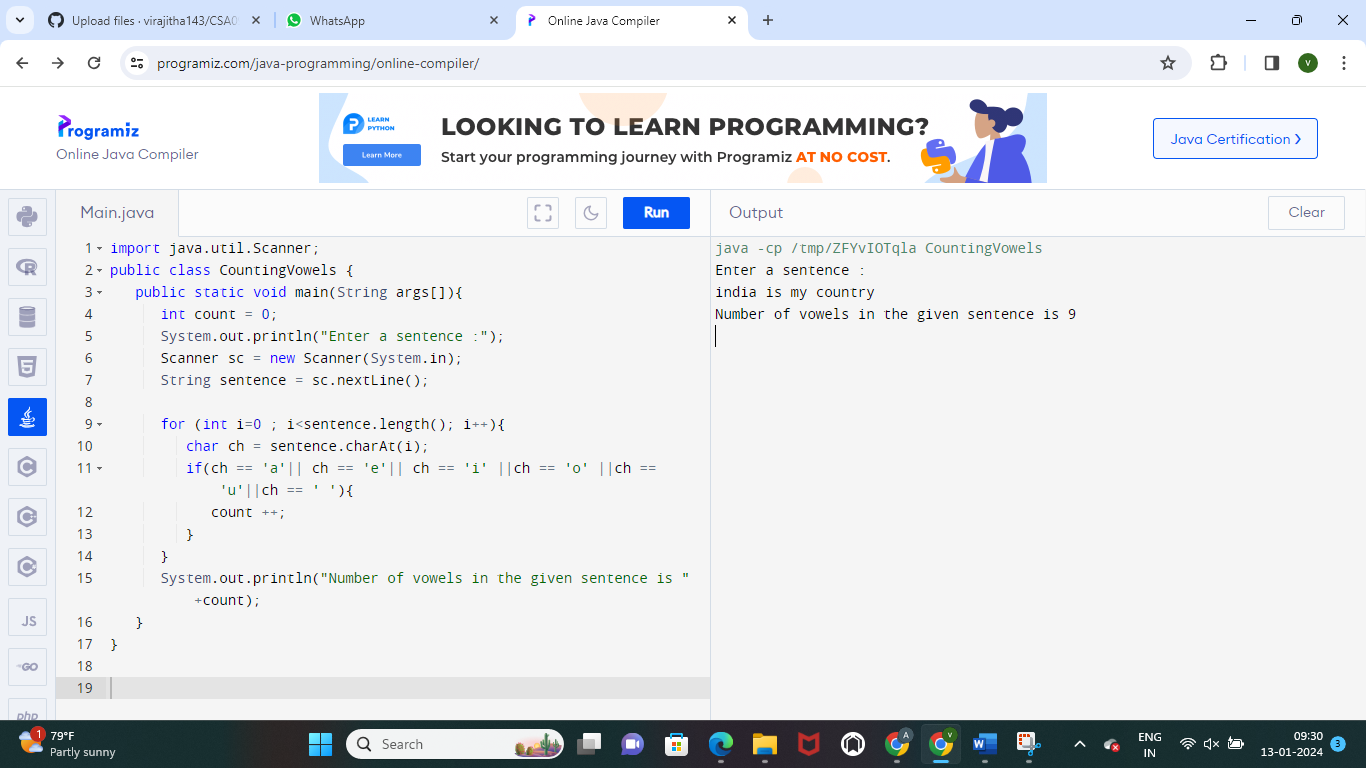 Upload files · virajitha143/CSA0
WhatsApp
Online Java Compiler
programiz.com/java-programming/online-compiler/
V
Programiz
Online Java Compiler
LEARN
PYTHON
Learn More
LOOKING TO LEARN PROGRAMMING?
Start your programming journey with Programiz AT NO COST.
Java Certification ›
Main.java
Run
Output
Clear
1 import java.util.Scanner;
2 public class CountingVowels {
3 public static void main(String args[]){
4 int count = 0;
5 System.out.println("Enter a sentence :");
6 Scanner sc = new Scanner(System.in);
7 String sentence = sc.nextLine();
8
9 for (int i=0 ; i<sentence.length(); i++){
10 char ch = sentence.charAt(i);
11 if(ch == 'a'|| ch == 'e'|| ch == 'i' ||ch == 'o' ||ch ==
'u'||ch == ' '){
12 count ++;
13 }
14 }
15 System.out.println("Number of vowels in the given sentence is "
+count);
16 }
17 }
18
19
java -cp /tmp/ZFYvIOTqla CountingVowels
Enter a sentence :
india is my country
Number of vowels in the given sentence is 9
JS
GO
php
1
79°F
Partly sunny
Search
A
V
W
ENG
IN
09:30
13-01-2024
3